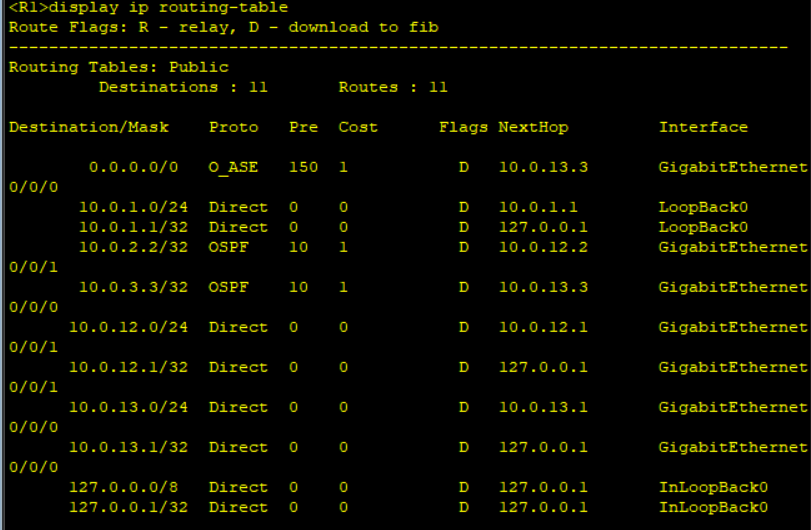 <R1>display ip routing-table
Route Flags: R - relay, D - download to fib
------------------------------------------------------------------------------
Routing Tables: Public
         Destinations : 11       Routes : 11

Destination/Mask    Proto   Pre  Cost      Flags NextHop         Interface

        0.0.0.0/0   O_ASE   150  1           D   10.0.13.3       GigabitEthernet
0/0/0
       10.0.1.0/24  Direct  0    0           D   10.0.1.1        LoopBack0
       10.0.1.1/32  Direct  0    0           D   127.0.0.1       LoopBack0
       10.0.2.2/32  OSPF    10   1           D   10.0.12.2       GigabitEthernet
0/0/1
       10.0.3.3/32  OSPF    10   1           D   10.0.13.3       GigabitEthernet
0/0/0
      10.0.12.0/24  Direct  0    0           D   10.0.12.1       GigabitEthernet
0/0/1
      10.0.12.1/32  Direct  0    0           D   127.0.0.1       GigabitEthernet
0/0/1
      10.0.13.0/24  Direct  0    0           D   10.0.13.1       GigabitEthernet
0/0/0
      10.0.13.1/32  Direct  0    0           D   127.0.0.1       GigabitEthernet
0/0/0
      127.0.0.0/8   Direct  0    0           D   127.0.0.1       InLoopBack0
      127.0.0.1/32  Direct  0    0           D   127.0.0.1       InLoopBack0